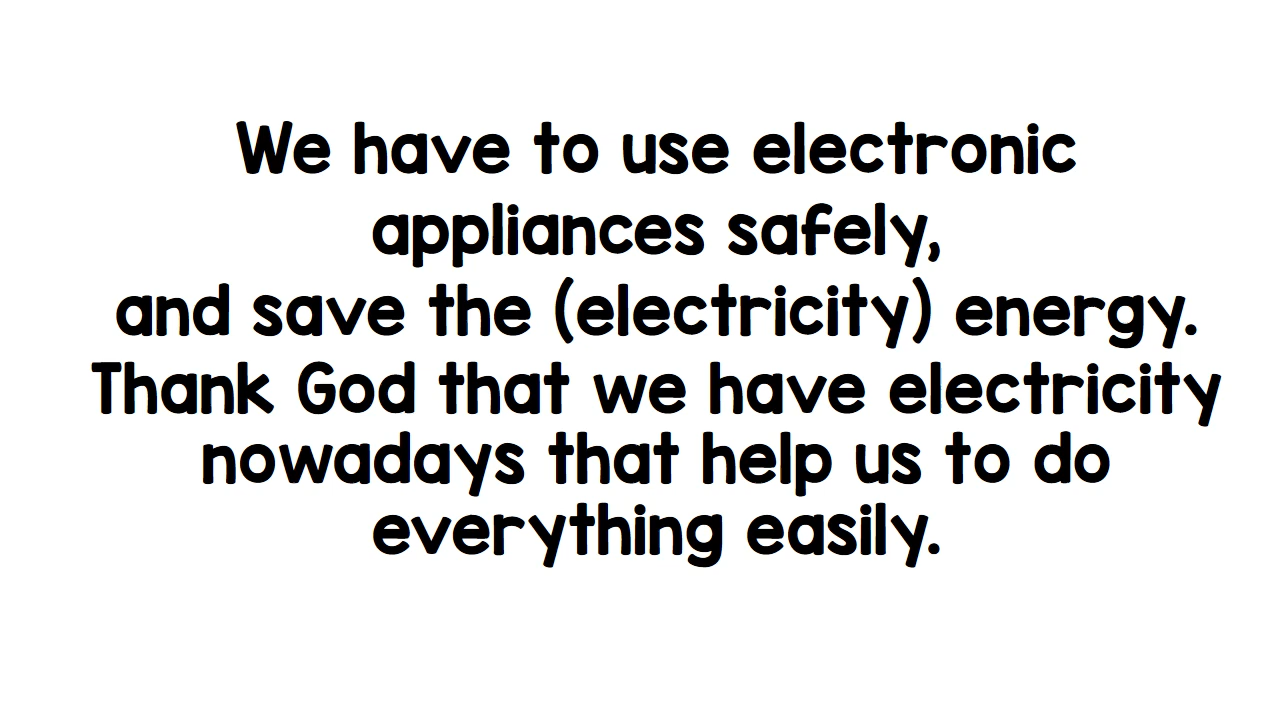 We have to use electronic
appliances safely,
and save the (electricity) energy.
Thank God that we have electricity
nowadays that help us to do
everything easily.